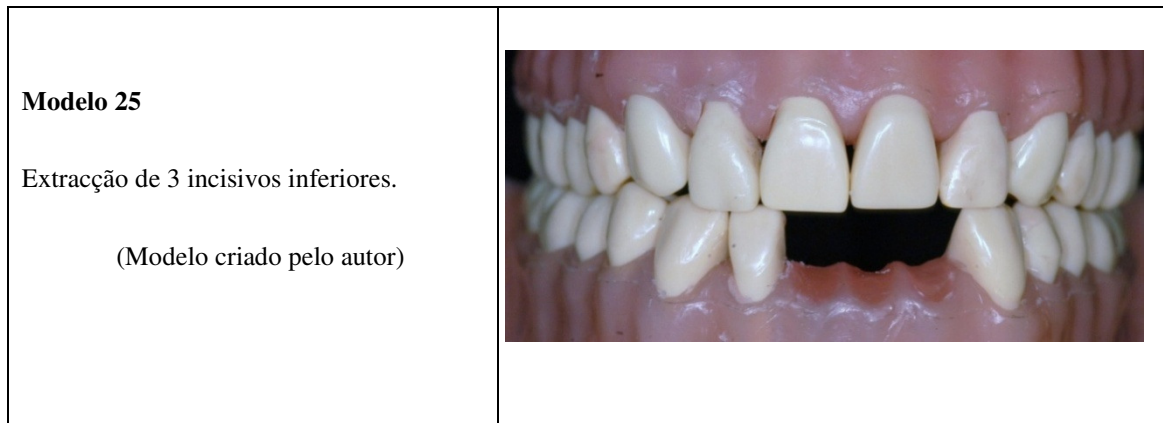 Modelo 25
Extracção de 3 incisivos inferiores.
(Modelo criado pelo autor)